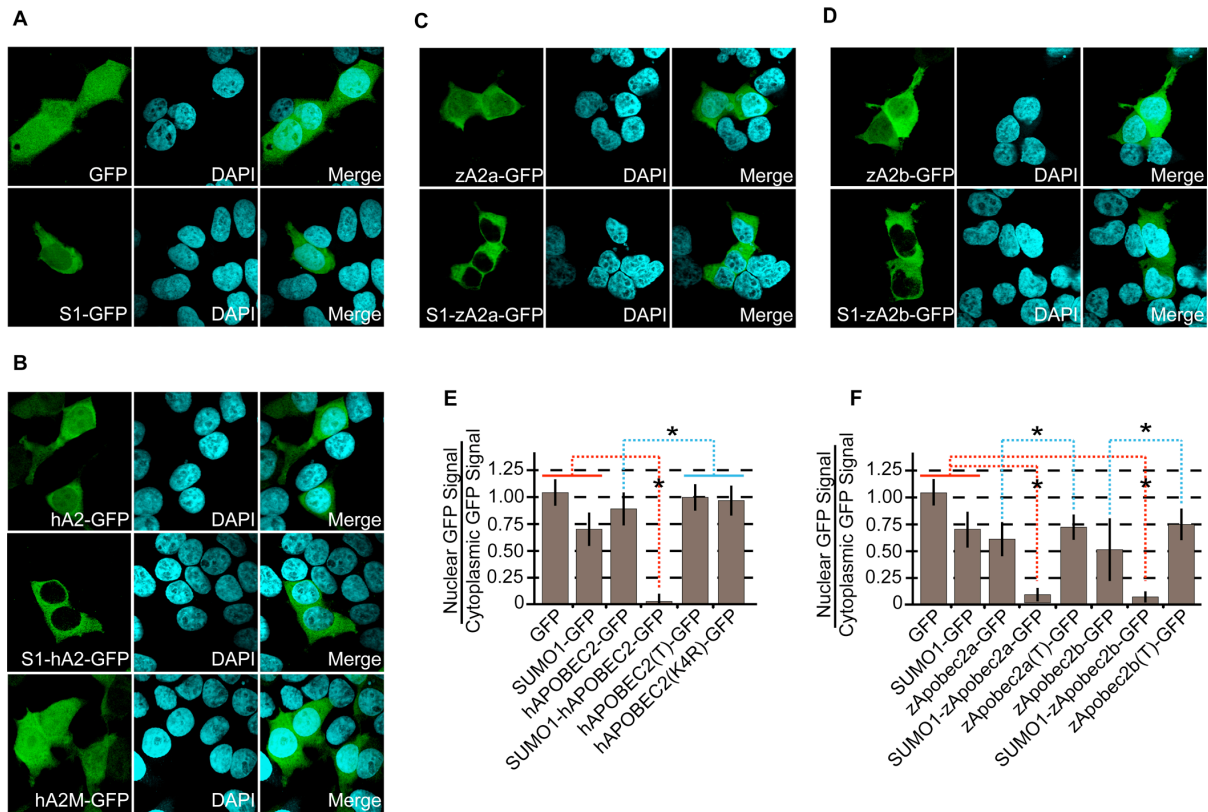 A
GFP
DAPI
Merge
S1-GFP
DAPI
Merge
B
hA2-GFP
DAPI
Merge
S1-hA2-GFP
DAPI
Merge
hA2M-GFP
DAPI
Merge
C
zA2a-GFP
DAPI
Merge
S1-zA2a-GFP
DAPI
Merge
D
zA2b-GFP
DAPI
Merge
S1-zA2b-GFP
DAPI
Merge
E
Nuclear GFP Signal
Cytoplasmic GFP Signal
1.25
1.00
0.75
0.50
0.25
0
*
*
GFP
SUMO1-GFP
hAPOBEC2-GFP
SUMO1-hAPOBEC2-GFP
hAPOBEC2(T)-GFP
hAPOBEC2(K4R)-GFP
F
Nuclear GFP Signal
Cytoplasmic GFP Signal
1.25
1.00
0.75
0.50
0.25
0
*
*
*
*
GFP
SUMO1-GFP
zApobec2a-GFP
SUMO1-zApobec2a-GFP
zApobec2a(T)-GFP
zApobec2b-GFP
SUMO1-zApobec2b-GFP
zApobec2b(T)-GFP